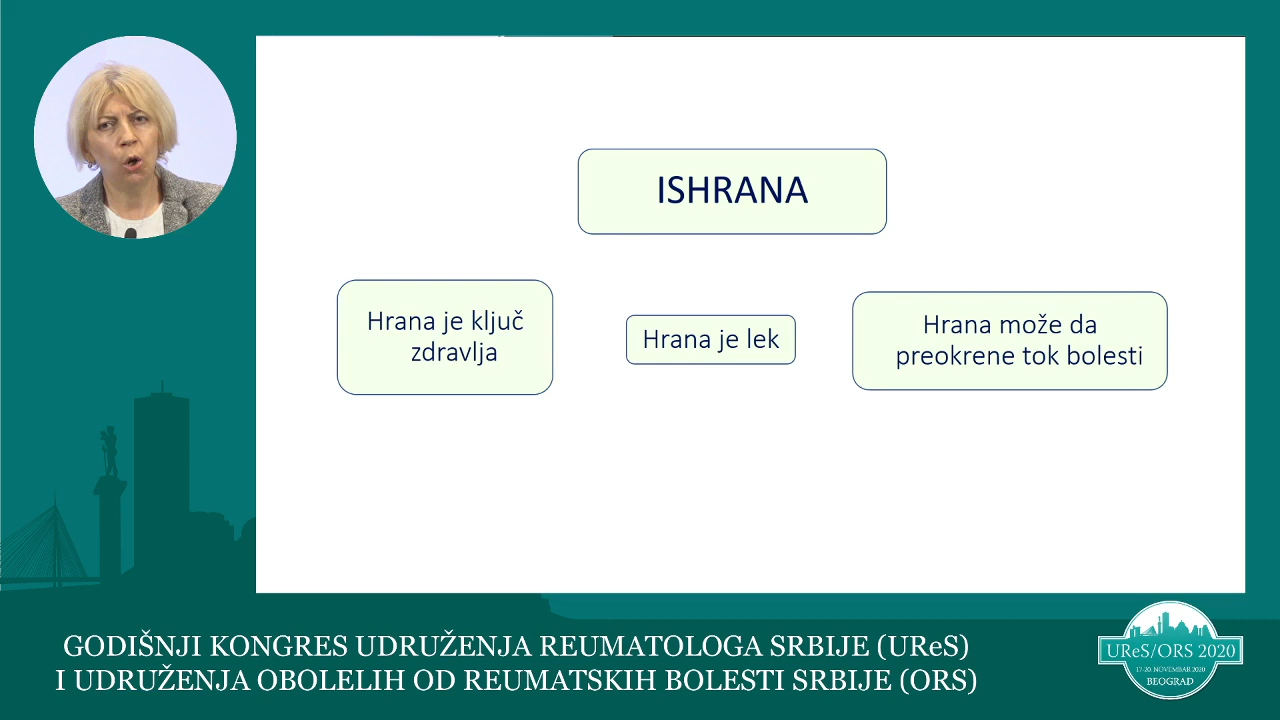 ISHRANA
Hrana je ključ
zdravlja
Hrana je lek
Hrana može da
preokrene tok bolesti
GODIŠNJI KONGRES UDRUŽENJA REUMATOLOGA SRBIJE (UReS)
I UDRUŽENJA OBOLELIH OD REUMATSKIH BOLESTI SRBIJE (ORS)
UReS/ORS 2020
17-20. NOVEMBAR 2020
BEOGRAD